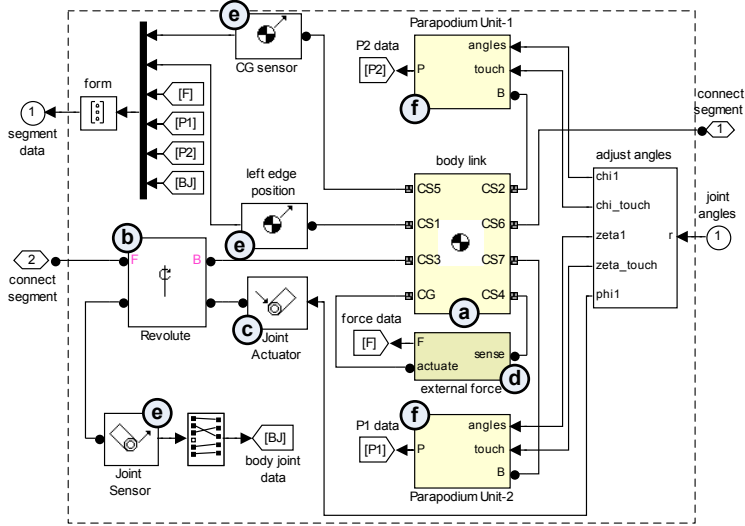 e
CG sensor
form
1
segment
data
[F]
[P1]
[P2]
[BJ]
left edge
position
e
Parapodium Unit-1
P2 data
[P2]
angles
touch
P
B
f
connect
segment
1
body link
CS5
CS2
CS1
CS6
CS3
CS7
CG
CS4
a
adjust angles
chi1
chi_touch
zeta1
zeta_touch
phi1
r
joint
angles
1
b
F
B
Revolute
2
connect
segment
c
Joint
Actuator
force data
[F]
F
sense
actuate
external force
d
e
Joint
Sensor
[BJ]
body joint
data
f
P1 data
[P1]
angles
touch
P
B
Parapodium Unit-2